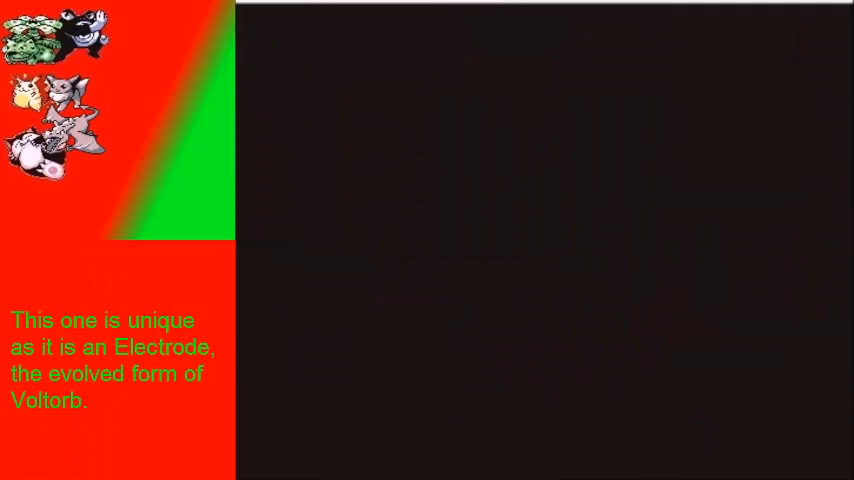 This one is unique
as it is an Electrode,
the evolved form of
Voltorb.